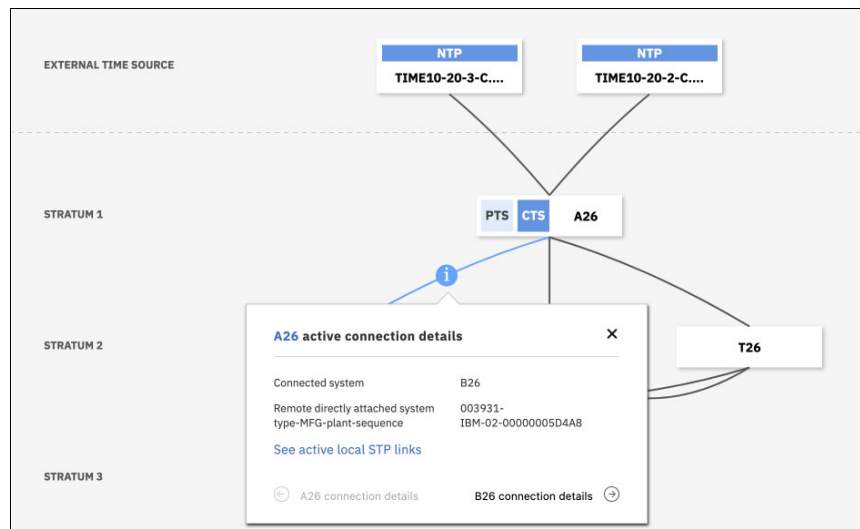 EXTERNAL TIME SOURCE
NTP
TIME10-20-3-C....
NTP
TIME10-20-2-C....
STRATUM 1
PTS CTS A26
i
A26 active connection details
Connected system B26
Remote directly attached system 003931-
type-MFG-plant-sequence IBM-02-00000005D4A8
See active local STP links
A26 connection details B26 connection details
STRATUM 2
T26
STRATUM 3